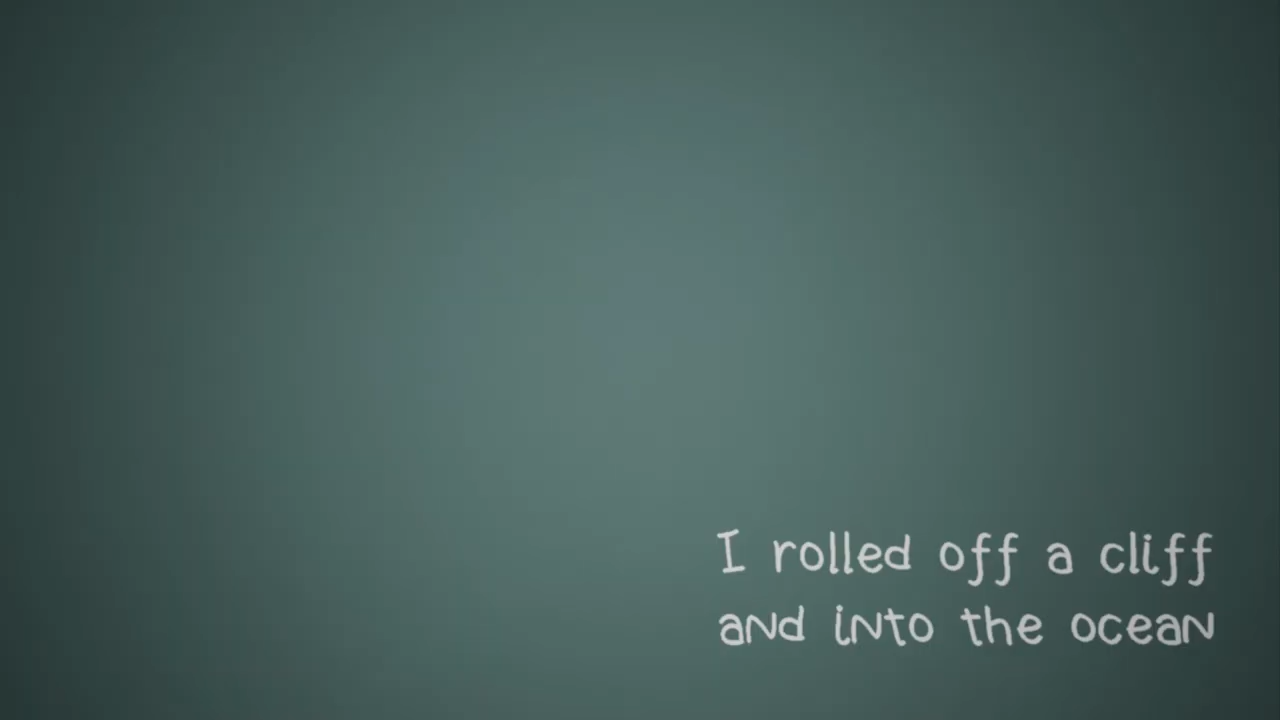 I rolled off a cliff
and into the ocean